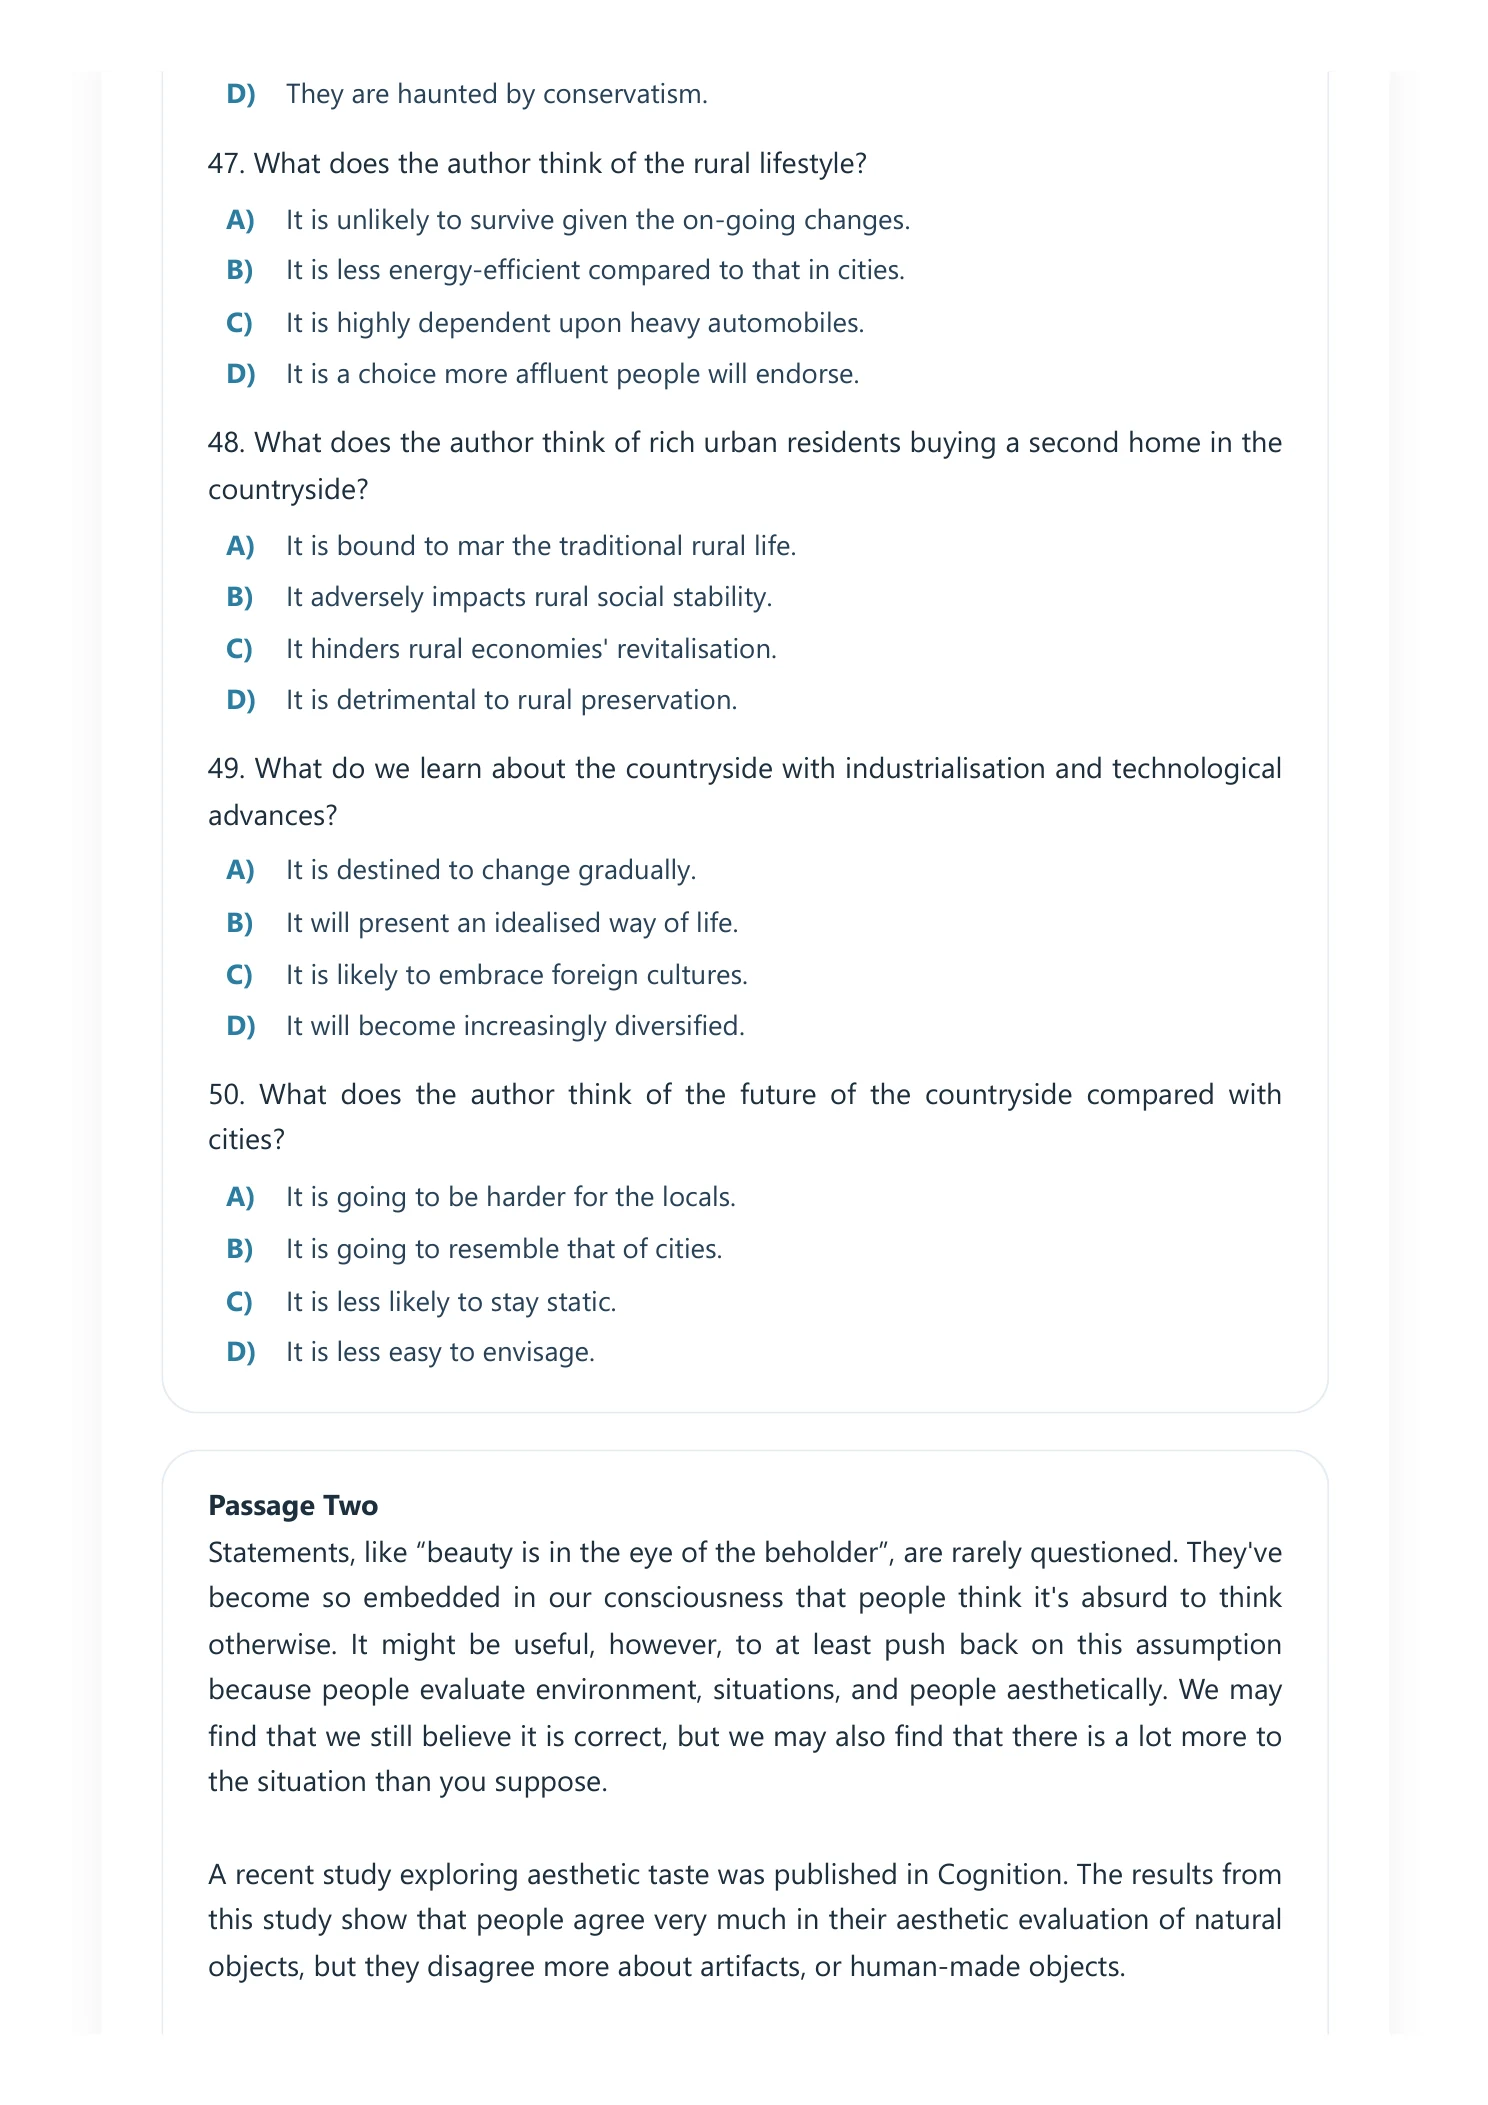 D) They are haunted by conservatism.
47. What does the author think of the rural lifestyle?
A) It is unlikely to survive given the on-going changes.
B) It is less energy-efficient compared to that in cities.
C) It is highly dependent upon heavy automobiles.
D) It is a choice more affluent people will endorse.
48. What does the author think of rich urban residents buying a second home in the
countryside?
A) It is bound to mar the traditional rural life.
B) It adversely impacts rural social stability.
C) It hinders rural economies' revitalisation.
D) It is detrimental to rural preservation.
49. What do we learn about the countryside with industrialisation and technological
advances?
A) It is destined to change gradually.
B) It will present an idealised way of life.
C) It is likely to embrace foreign cultures.
D) It will become increasingly diversified.
50. What does the author think of the future of the countryside compared with
cities?
A) It is going to be harder for the locals.
B) It is going to resemble that of cities.
C) It is less likely to stay static.
D) It is less easy to envisage.
Passage Two
Statements, like “beauty is in the eye of the beholder”, are rarely questioned. They've
become so embedded in our consciousness that people think it's absurd to think
otherwise. It might be useful, however, to at least push back on this assumption
because people evaluate environment, situations, and people aesthetically. We may
find that we still believe it is correct, but we may also find that there is a lot more to
the situation than you suppose.
A recent study exploring aesthetic taste was published in Cognition. The results from
this study show that people agree very much in their aesthetic evaluation of natural
objects, but they disagree more about artifacts, or human-made objects.